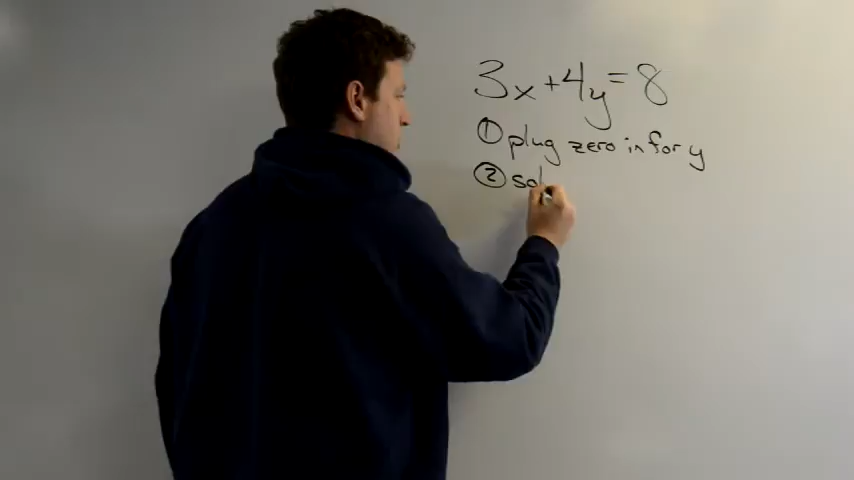 3x+4y=8
① plug zero in for y
② sol